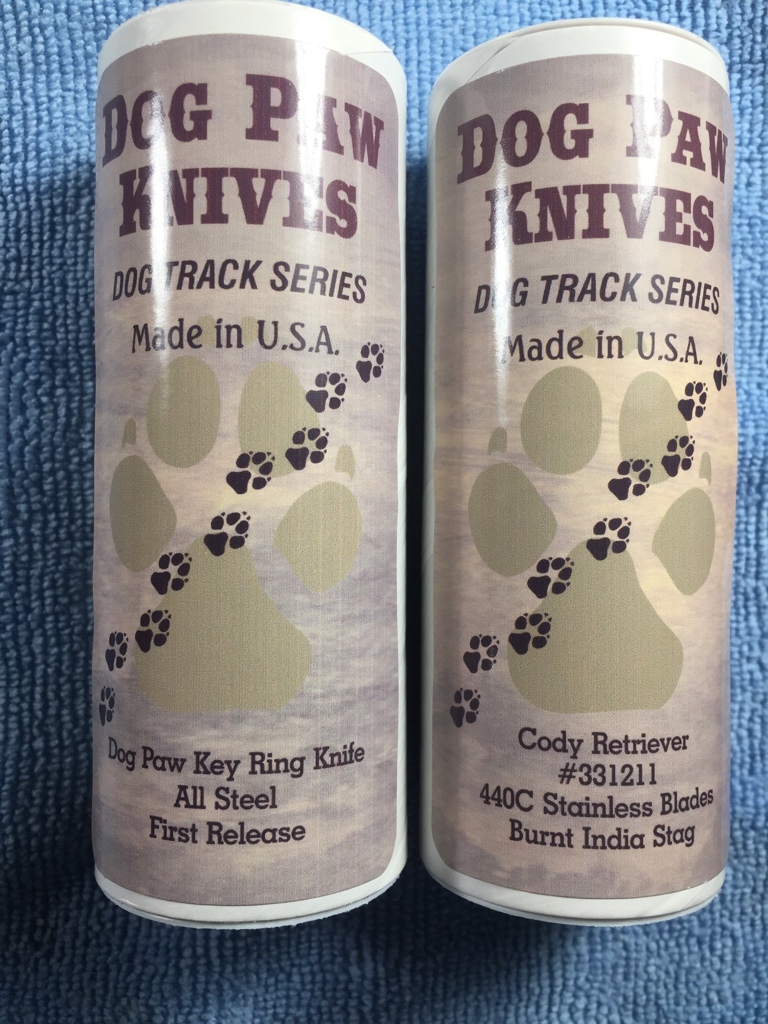 DOG PAW
KNIVES
DOG TRACK SERIES
Made in U.S.A.
Dog Paw Key Ring Knife
All Steel
First Release
DOG PAW
KNIVES
DOG TRACK SERIES
Made in U.S.A.
Cody Retriever
#331211
440C Stainless Blades
Burnt India Stag